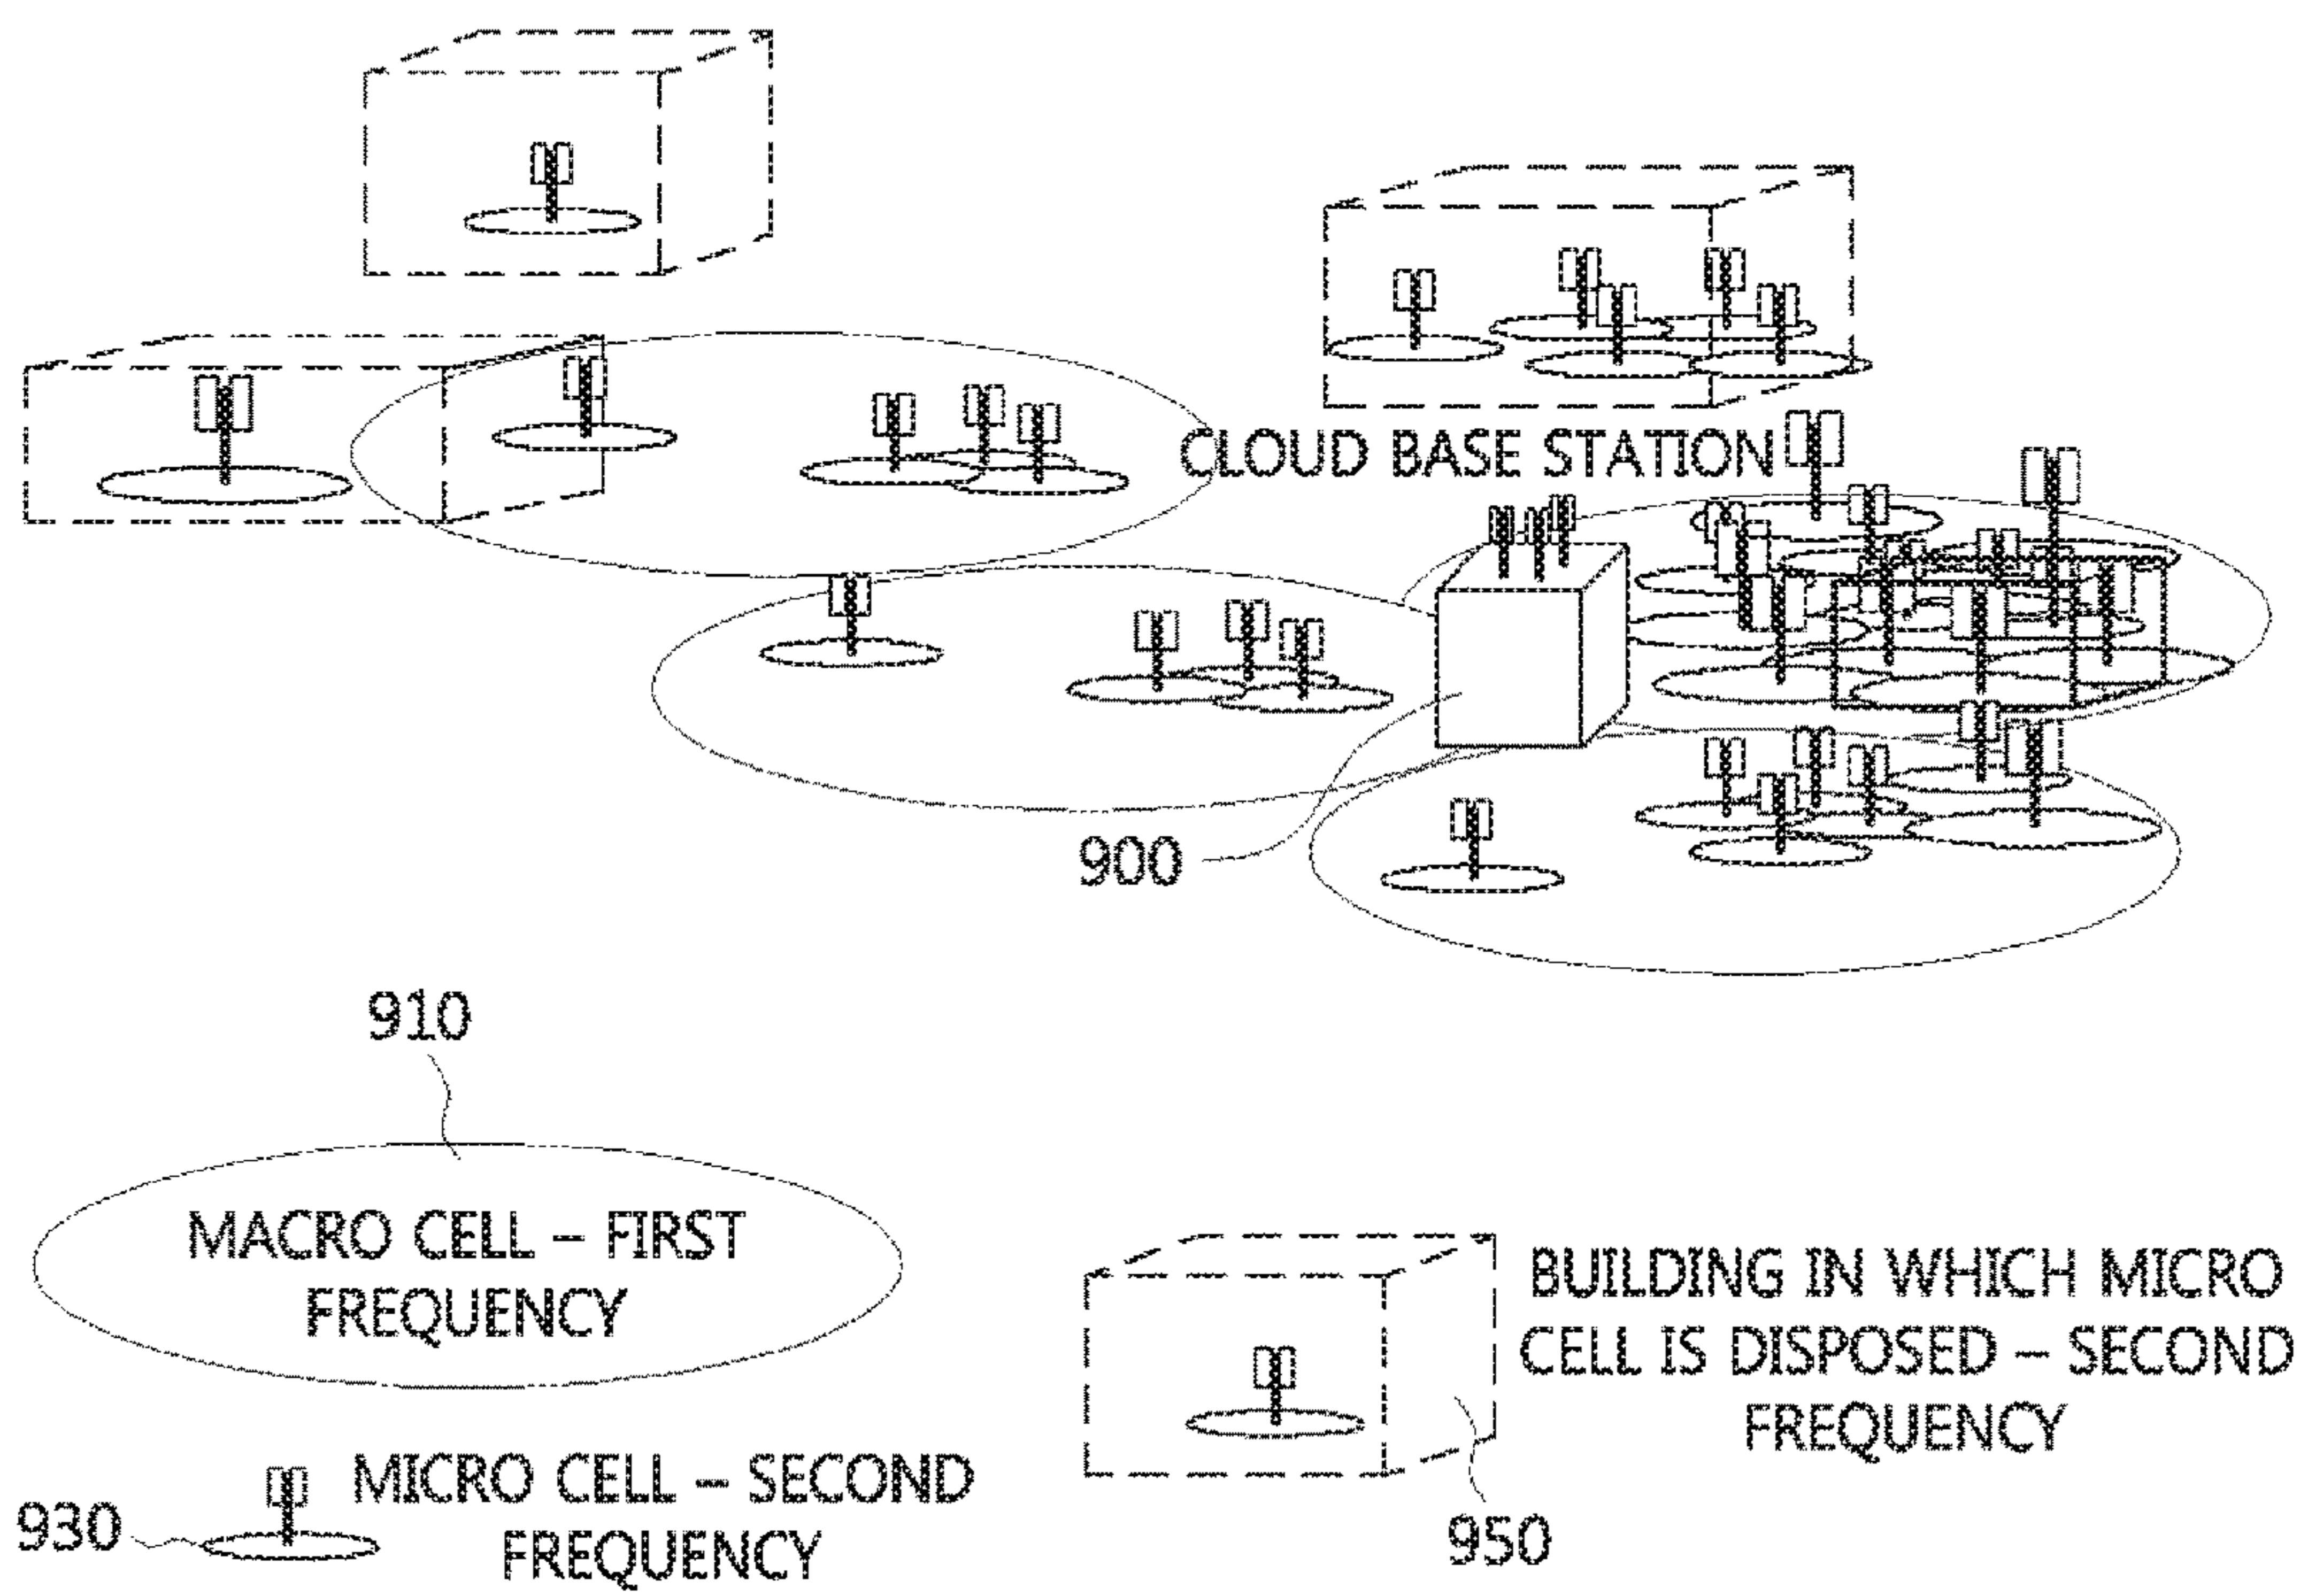 CLOUD BASE STATION
900
910
MACRO CELL – FIRST
FREQUENCY
BUILDING IN WHICH MICRO
CELL IS DISPOSED – SECOND
FREQUENCY
950
930
MICRO CELL – SECOND
FREQUENCY